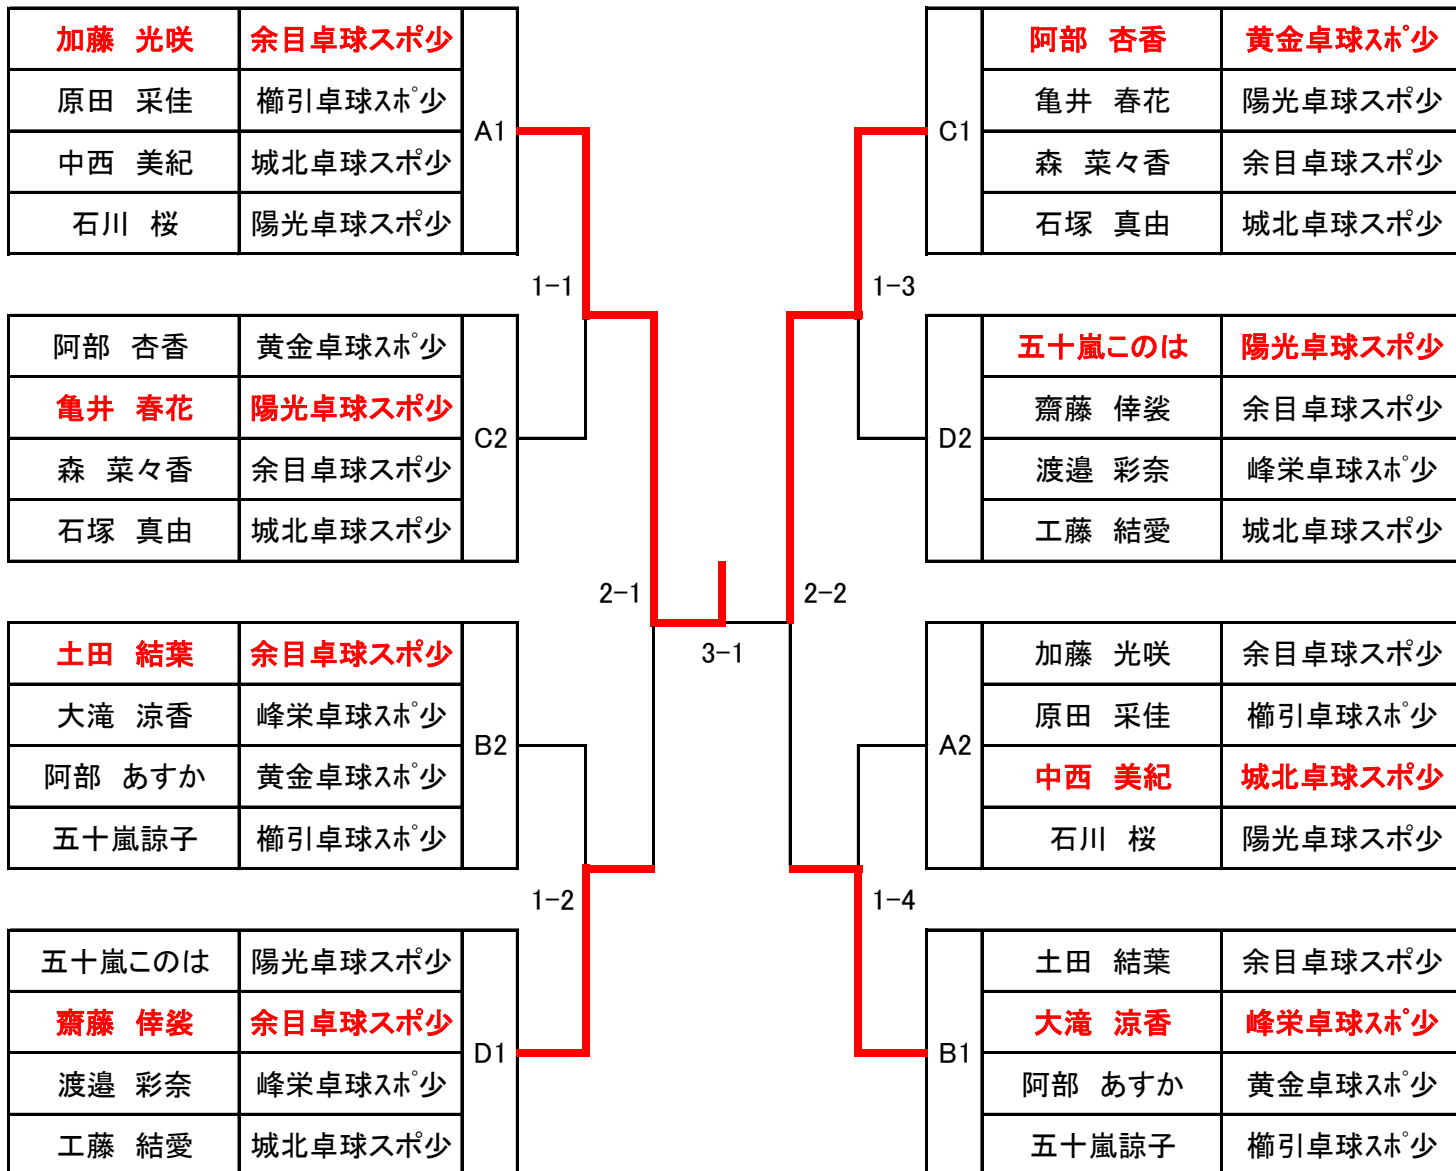 加藤 光咲 余目卓球スポ少
原田 采佳 櫛引卓球ｽﾎﾟ少
中西 美紀 城北卓球スポ少
石川 桜 陽光卓球スポ少
A1
阿部 杏香 黄金卓球ｽﾎﾟ少
亀井 春花 陽光卓球スポ少
森 菜々香 余目卓球スポ少
石塚 真由 城北卓球スポ少
C1
1-1
1-3
阿部 杏香 黄金卓球ｽﾎﾟ少
亀井 春花 陽光卓球スポ少
森 菜々香 余目卓球スポ少
石塚 真由 城北卓球スポ少
C2
五十嵐このは 陽光卓球スポ少
齋藤 倖裟 余目卓球スポ少
渡邉 彩奈 峰栄卓球ｽﾎﾟ少
工藤 結愛 城北卓球スポ少
D2
2-1
2-2
3-1
土田 結葉 余目卓球スポ少
大滝 涼香 峰栄卓球ｽﾎﾟ少
阿部 あすか 黄金卓球ｽﾎﾟ少
五十嵐諒子 櫛引卓球ｽﾎﾟ少
B2
加藤 光咲 余目卓球スポ少
原田 采佳 櫛引卓球ｽﾎﾟ少
中西 美紀 城北卓球スポ少
石川 桜 陽光卓球スポ少
A2
1-2
1-4
五十嵐このは 陽光卓球スポ少
齋藤 倖裟 余目卓球スポ少
渡邉 彩奈 峰栄卓球ｽﾎﾟ少
工藤 結愛 城北卓球スポ少
D1
土田 結葉 余目卓球スポ少
大滝 涼香 峰栄卓球ｽﾎﾟ少
阿部 あすか 黄金卓球ｽﾎﾟ少
五十嵐諒子 櫛引卓球ｽﾎﾟ少
B1